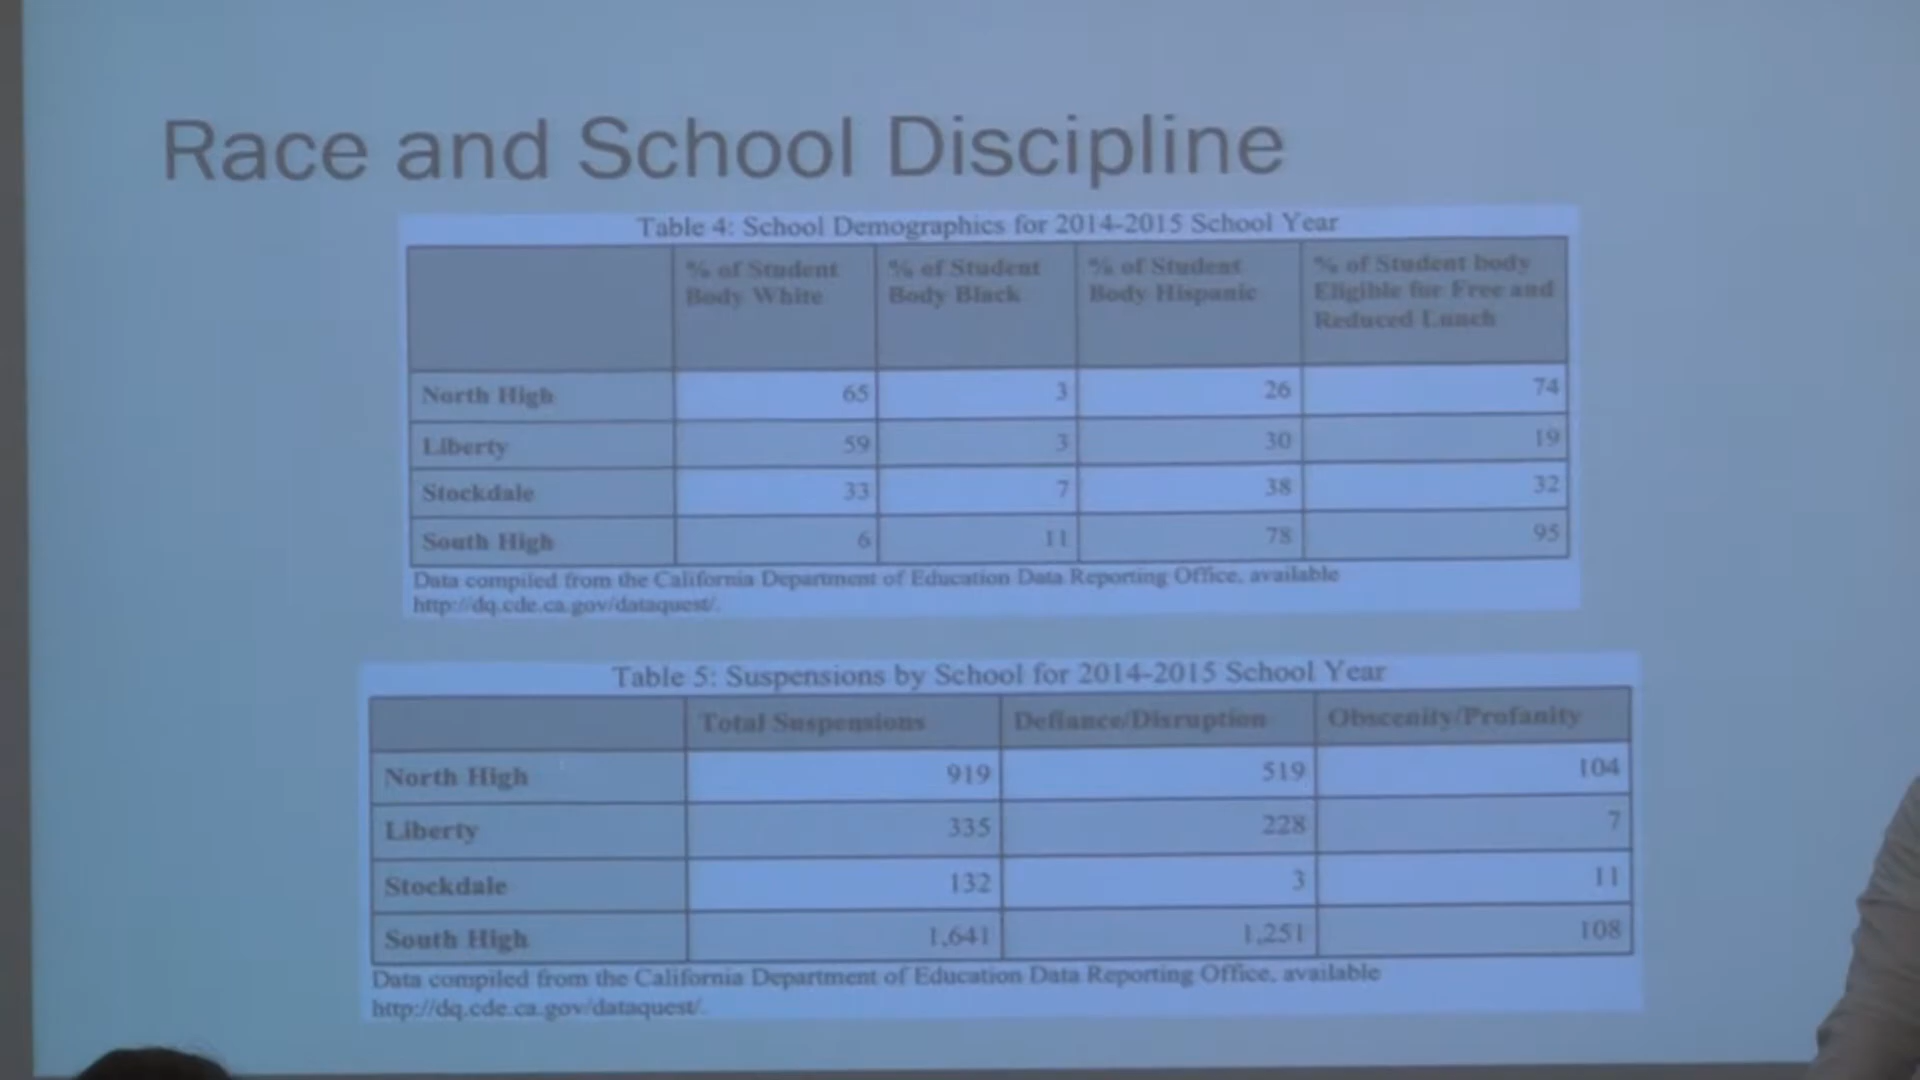 Race and School Discipline
Table 4: School Demographics for 2014-2015 School Year
% of Student Body White % of Student Body Black % of Student Body Hispanic % of Student body Eligible for Free and Reduced Lunch
North High 65 3 26 74
Liberty 59 3 30 19
Stockdale 33 7 38 32
South High 6 11 78 95
Data compiled from the California Department of Education Data Reporting Office, available
http://dq.cde.ca.gov/dataquest/.
Table 5: Suspensions by School for 2014-2015 School Year
Total Suspensions Defiance/Disruption Obscenity/Profanity
North High 919 519 104
Liberty 335 228 7
Stockdale 132 3 11
South High 1,641 1,251 108
Data compiled from the California Department of Education Data Reporting Office, available
http://dq.cde.ca.gov/dataquest/.